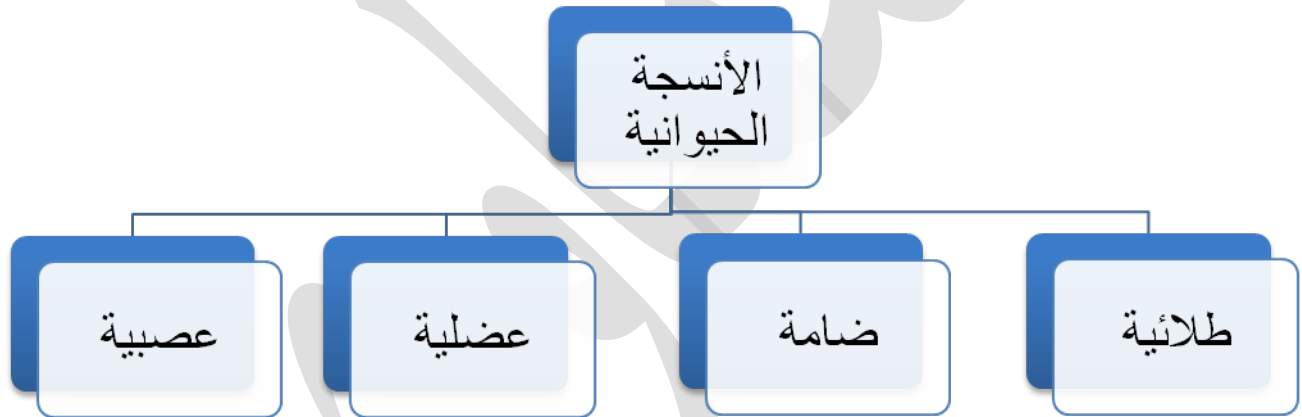 الأنسجة
الحيوانية
طلائية
ضامة
عضلية
عصبية